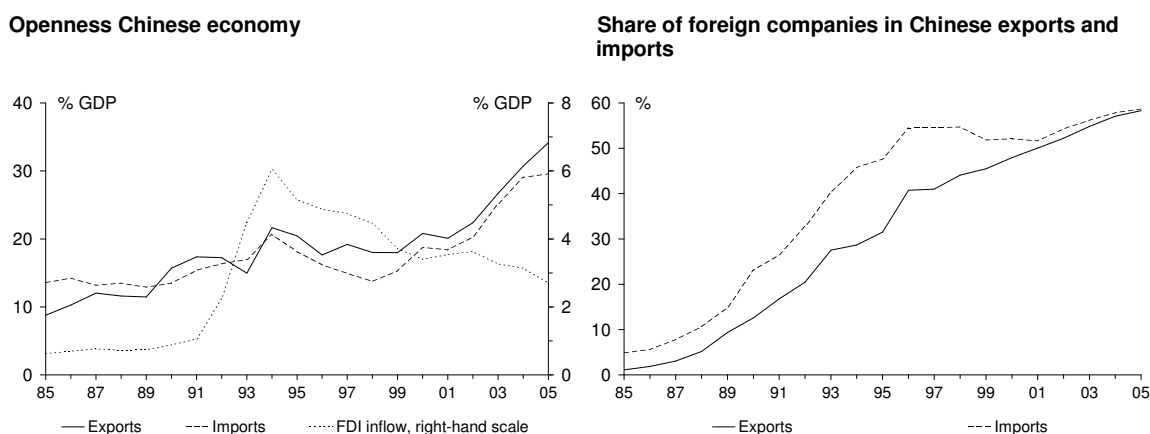 Openness Chinese economy
% GDP
% GDP
40
30
20
10
0
8
6
4
2
0
85 87 89 91 93 95 97 99 01 03 05
Exports Imports FDI inflow, right-hand scale
Share of foreign companies in Chinese exports and
imports
%
60
50
40
30
20
10
0
85 87 89 91 93 95 97 99 01 03 05
Exports Imports